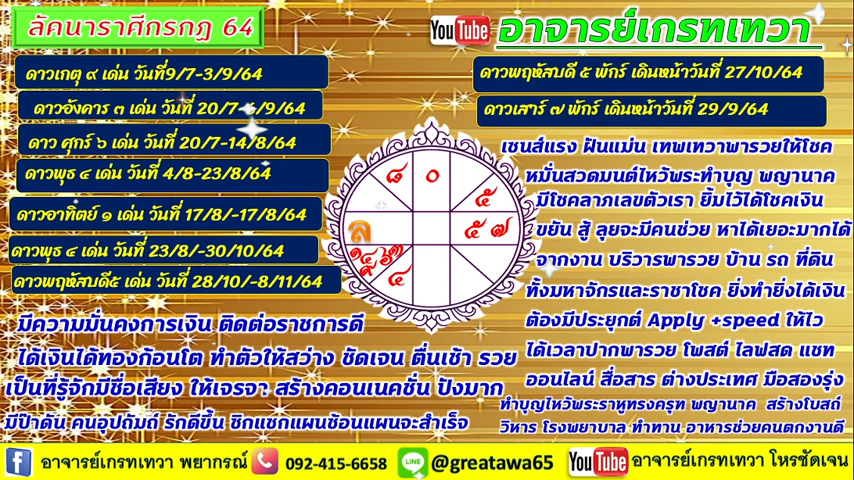 ลัคนาราศีกรกฎ 64
YouTube อาจารย์เกรทเทวา
ดาวเกตุ ๙ เด่น วันที่9/7-3/9/64
ดาวอังคาร ๓ เด่น วันที่ 20/7-6/9/64
ดาว ศุกร์ ๖ เด่น วันที่ 20/7-14/8/64
ดาวพุธ ๔ เด่น วันที่ 4/8-23/8/64
ดาวอาทิตย์ ๑ เด่น วันที่ 17/8/-17/8/64
ดาวพุธ ๔ เด่น วันที่ 23/8/-30/10/64
ดาวพฤหัสบดี๕ เด่น วันที่ 28/10/-8/11/64
ดาวพฤหัสบดี ๕ พักร์ เดินหน้าวันที่ 27/10/64
ดาวเสาร์ ๗ พักร์ เดินหน้าวันที่ 29/9/64
๘ ๐
๕
ล
๕ ๗
๔
เซนส์แรง ฝันแม่น เทพเทวาพารวยให้โชค
หมั่นสวดมนต์ไหว้พระทำบุญ พญานาค
มีโชคลาภเลขตัวเรา ยิ้มไว้ได้โชคเงิน
ขยัน สู้ ลุยจะมีคนช่วย หาได้เยอะมากได้
จากงาน บริวารพารวย บ้าน รถ ที่ดิน
ทั้งมหาจักรและราชาโชค ยิ่งทำยิ่งได้เงิน
ต้องมีประยุกต์ Apply +speed ให้ไว
ได้เวลาปากพารวย โพสต์ ไลฟสด แชท
ออนไลน์ สื่อสาร ต่างประเทศ มือสองรุ่ง
ทำบุญไหว้พระราหูทรงครุฑ พญานาค สร้างโบสถ์
วิหาร โรงพยาบาล ทำทาน อาหารช่วยคนตกงานดี
มีความมั่นคงการเงิน ติดต่อราชการดี
ได้เงินได้ทองก้อนโต ทำตัวให้สว่าง ชัดเจน ตื่นเช้า รวย
เป็นที่รู้จักมีชื่อเสียง ให้เจรจา สร้างคอนเนคชั่น ปังมาก
มีป๊าดัน คนอุปถัมถ์ รักดีขึ้น ซิกแซกแผนซ้อนแผนจะสำเร็จ
อาจารย์เกรทเทวา พยากรณ์ 092-415-6658 LINE @greatawa65 YouTube อาจารย์เกรทเทวา โหรชัดเจน